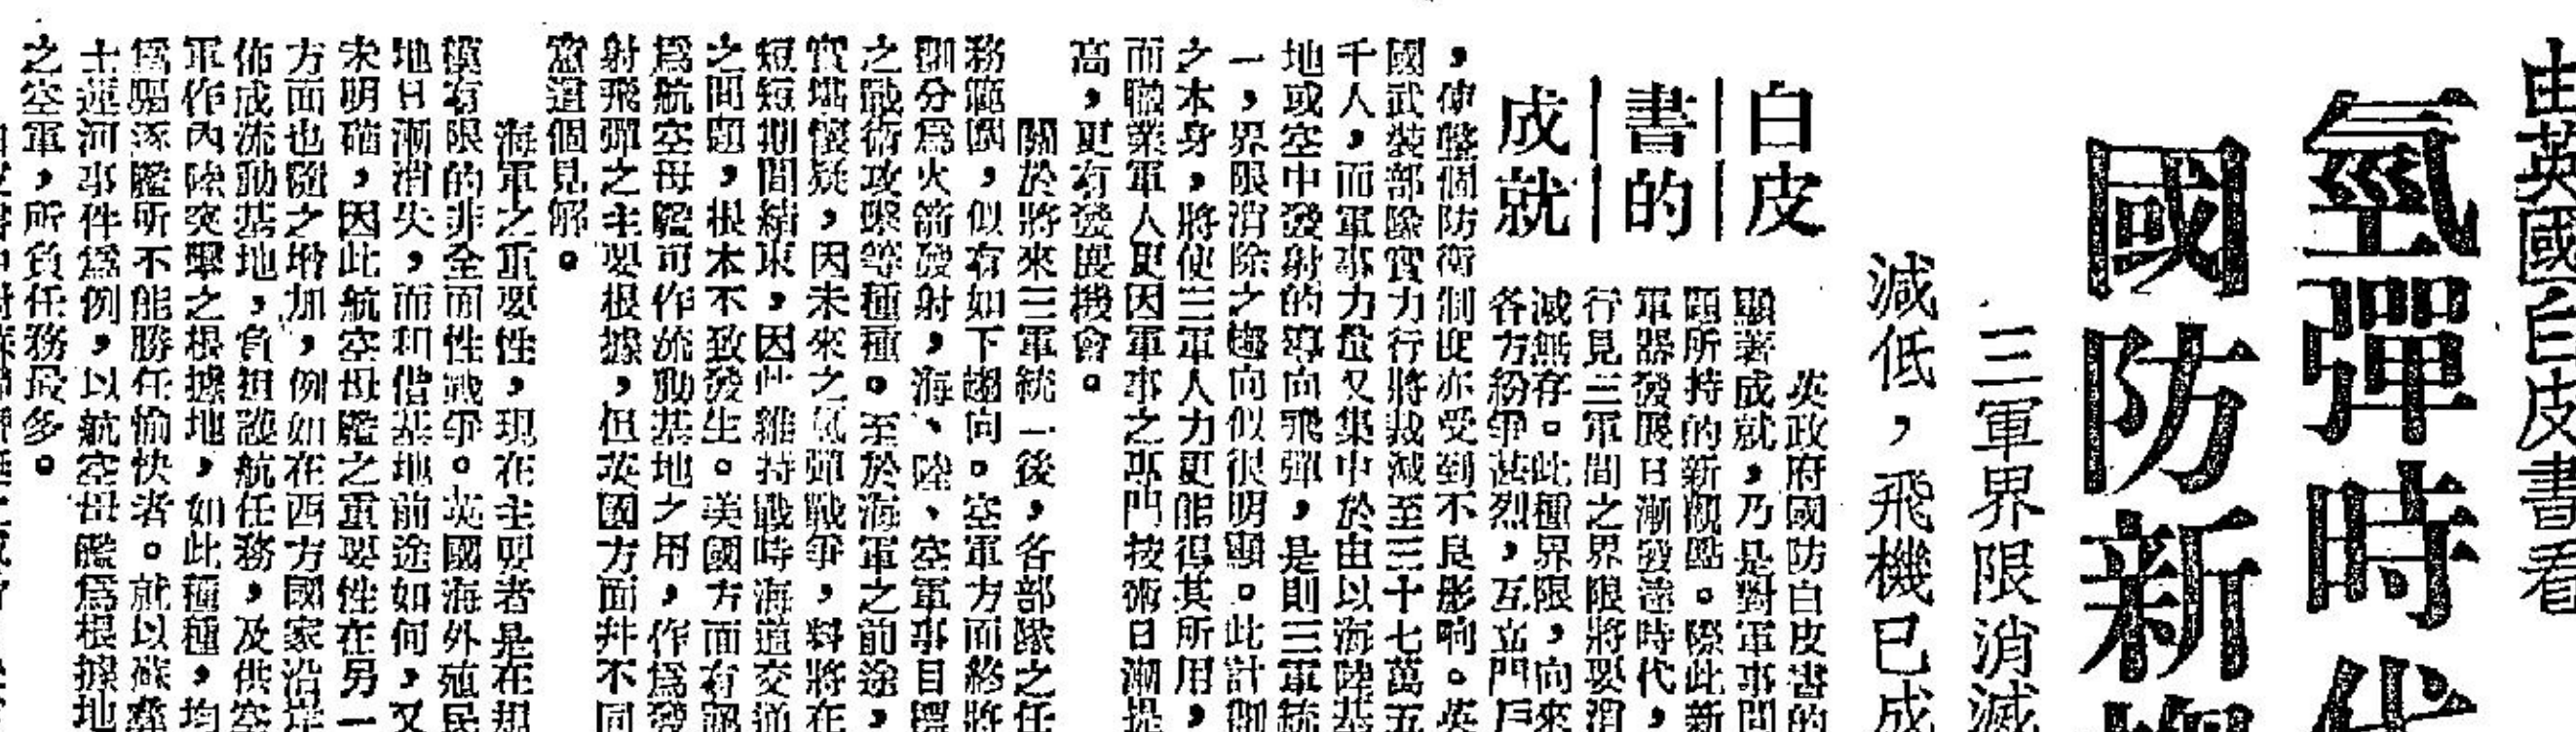 由英國白皮書看
氫彈時代
國防新
三軍界限消滅
減低，飛機已成
白皮
書的
成就
英政府國防白皮書的
顯著成就，乃是對軍事問
題所持的新觀點。際此新
軍器發展日漸發達時代，
行見三軍間之界限將要消
滅無存。此種界限，向來
各方紛爭甚烈，互立門戶
，使整個防衛制度亦受到不良影响。英
國武裝部隊實力行將裁減至三十七萬五
千人，而軍事力量又集中於由以海陸基
地或空中發射的導向飛彈，是則三軍統
一，界限消除之趨向似很明顯。此計劃
之本身，將使三軍人力更能得其所用，
而職業軍人更因軍事之專門技術日漸提
高，更有發展機會。
關於將來三軍統一後，各部隊之任
務範圍，似有如下趨向。空軍方面終將
劃分爲火箭發射，海、陸、空軍事目標
之戰術攻擊等種種。至於海軍之前途，
實堪懷疑，因未來之氫彈戰爭，料將在
短短期間結束，因此維持戰時海道交通
之問題，根本不致發生。美國方面有認
爲航空母艦可作流動基地之用，作爲發
射飛彈之主要根據，但英國方面幷不同
意這個見解。
海軍之重要性，現在主要者是在規
模有限的非全面性戰爭。英國海外殖民
地日漸消失，而和偕基地前途如何，又
未明確，因此航空母艦之重要性在另一
方面也隨之增加，例如在西方國家沿岸
佈成流動基地，負担護航任務，及供空
軍作內陸突擊之根據地，如此種種，均
爲驅逐艦所不能勝任愉快者。就以蘇彝
士運河事件爲例，以航空母艦爲根據地
之空軍，所負任務最多。